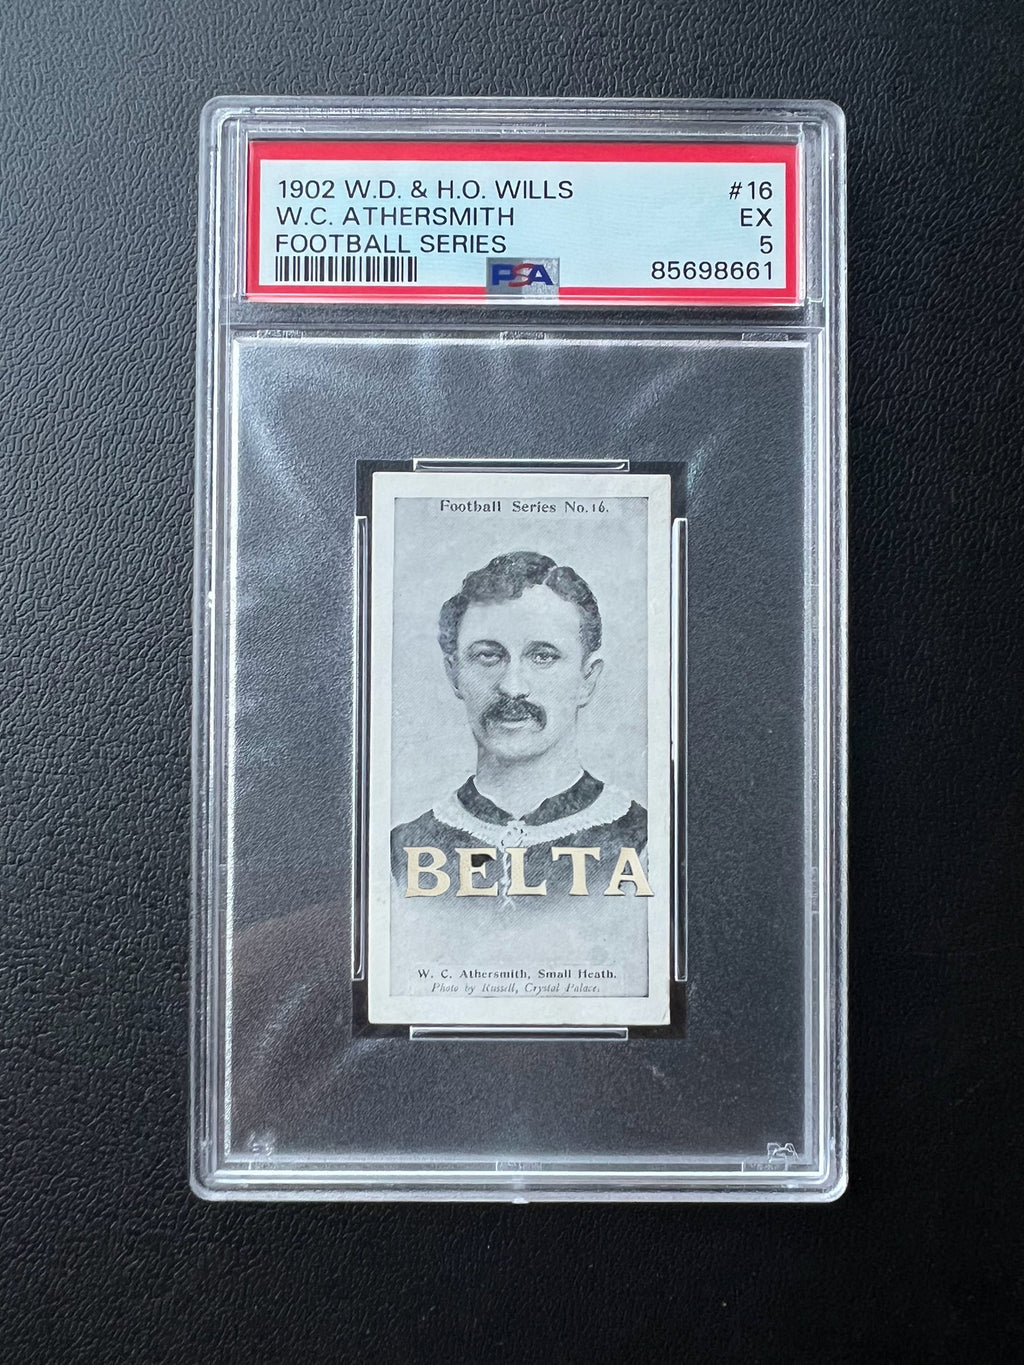 1902 W.D. & H.O. WILLS #16
W.C. ATHERSMITH EX
FOOTBALL SERIES 5
PSA 85698661
Football Series No. 16.
BELTA
W. C. Athersmith, Small Heath.
Photo by Russell, Crystal Palace.
PSA